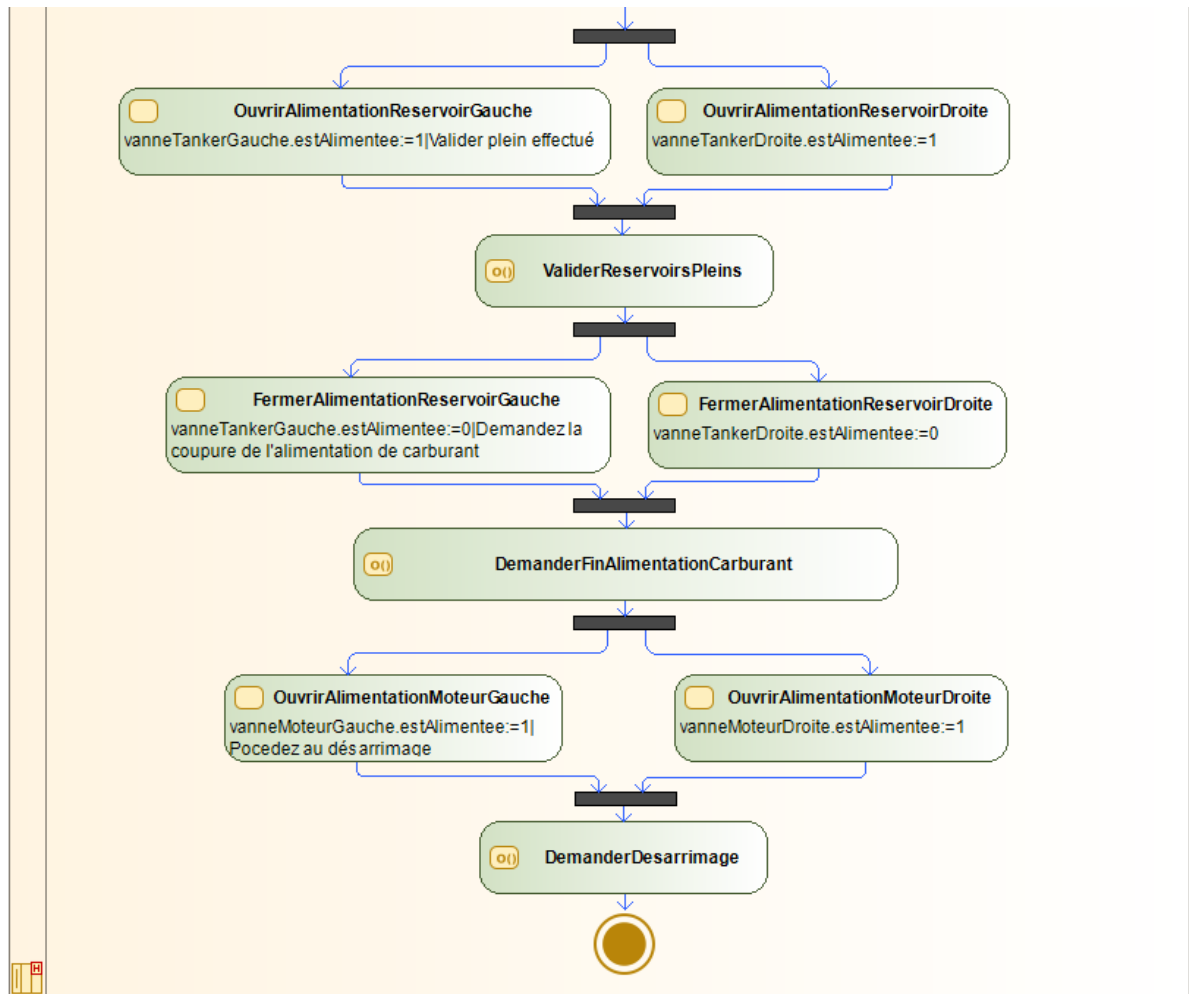 OuvrirAlimentationReservoirGauche
vanneTankerGauche.estAlimentee:=1|Valider plein effectué
OuvrirAlimentationReservoirDroite
vanneTankerDroite.estAlimentee:=1
O()
ValiderReservoirsPleins
FermerAlimentationReservoirGauche
vanneTankerGauche.estAlimentee:=0|Demandez la
coupure de l'alimentation de carburant
FermerAlimentationReservoirDroite
vanneTankerDroite.estAlimentee:=0
O()
DemanderFinAlimentationCarburant
OuvrirAlimentationMoteurGauche
vanneMoteurGauche.estAlimentee:=1|
Pocedez au désarrimage
OuvrirAlimentationMoteurDroite
vanneMoteurDroite.estAlimentee:=1
O()
DemanderDesarrimage
H